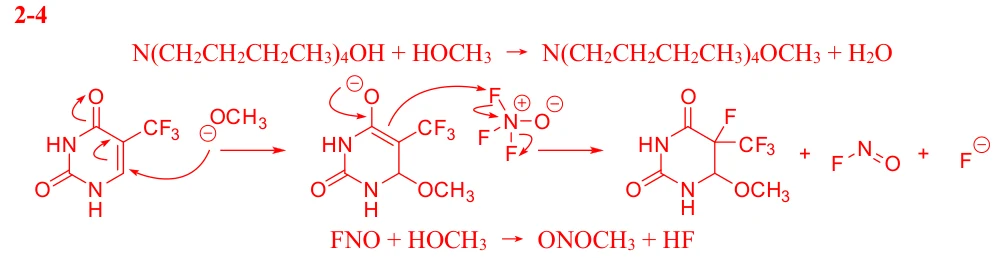 2-4
N(CH2CH2CH2CH3)4OH + HOCH3 → N(CH2CH2CH2CH3)4OCH3 + H2O
O
HN
O
N
H
CF3
⊖OCH3
⊖
O
HN
O
N
H
CF3
OCH3
F
N⊕
O⊖
F
F
O
HN
O
N
H
F
CF3
OCH3
+
F
N
O
+
F⊖
FNO + HOCH3 → ONOCH3 + HF